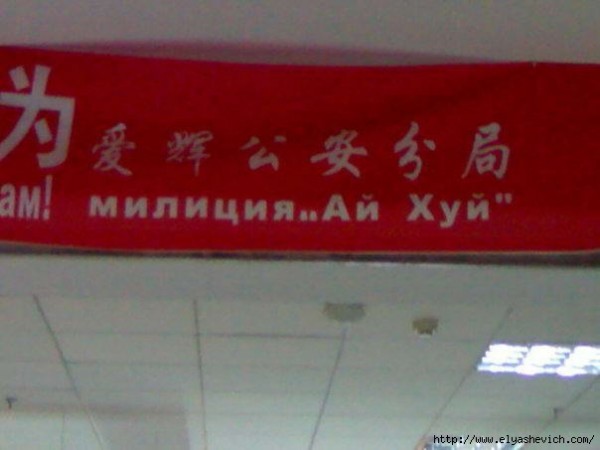 为
爱辉公安分局
ам!
милиция„Ай Хуй"
http://www.elyashevich.com/